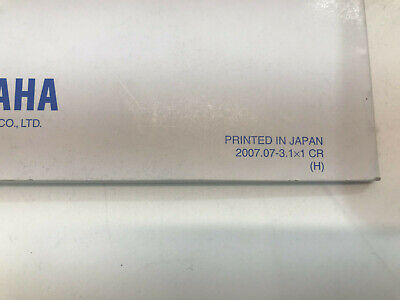 AHA
CO., LTD.
PRINTED IN JAPAN
2007.07-3.1×1 CR
(H)